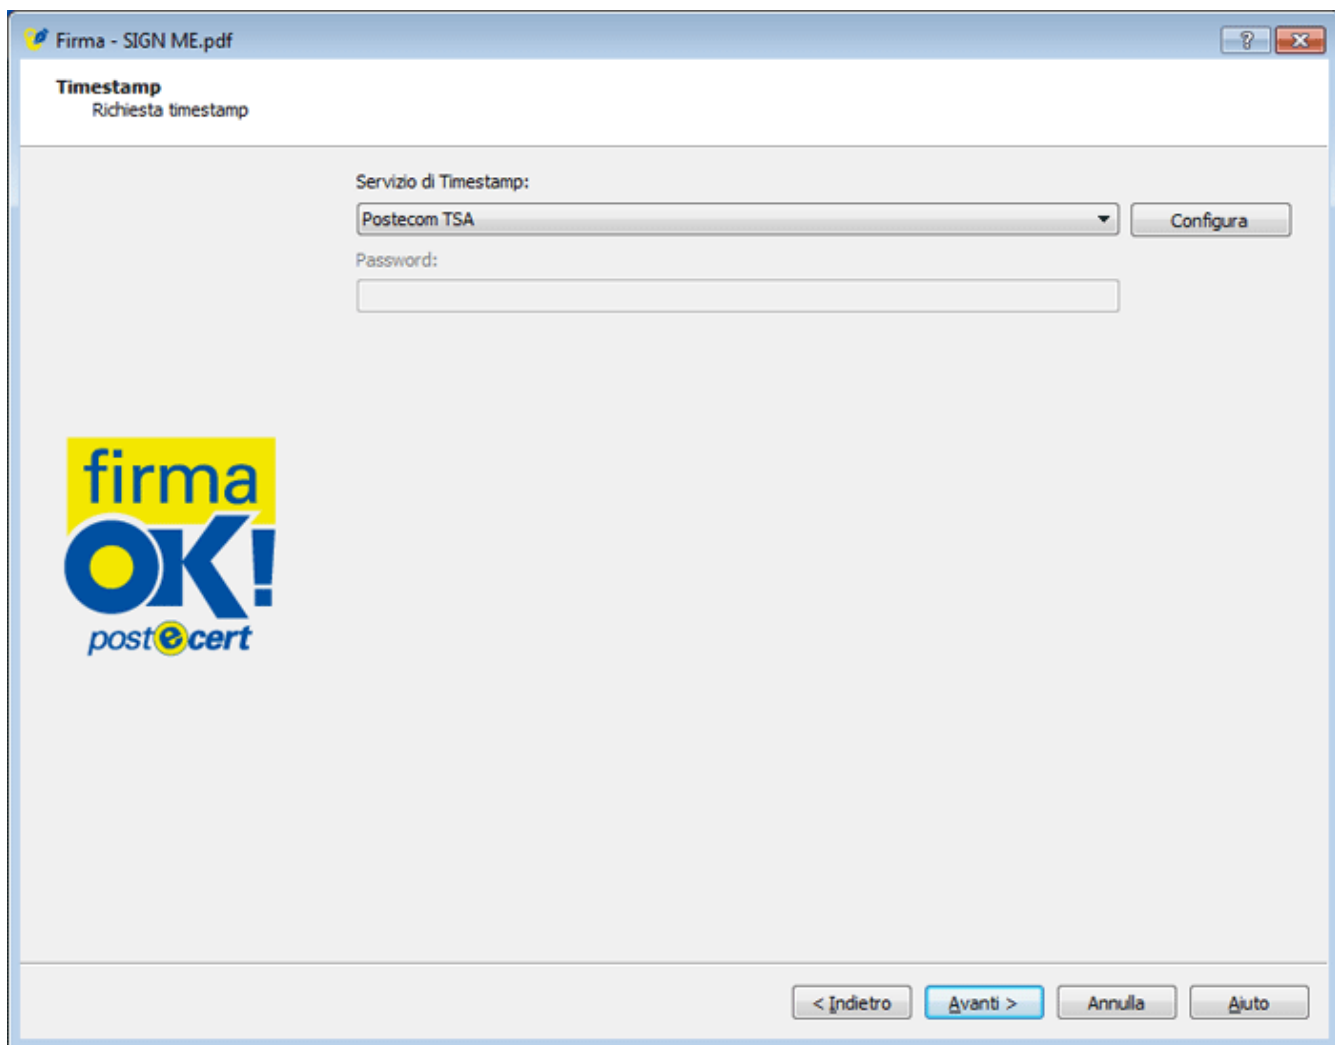 Firma - SIGN ME.pdf
Timestamp
Richiesta timestamp
Servizio di Timestamp:
Postecom TSA
Configura
Password:
firma
OK!
postecert
< Indietro
Avanti >
Annulla
Aiuto